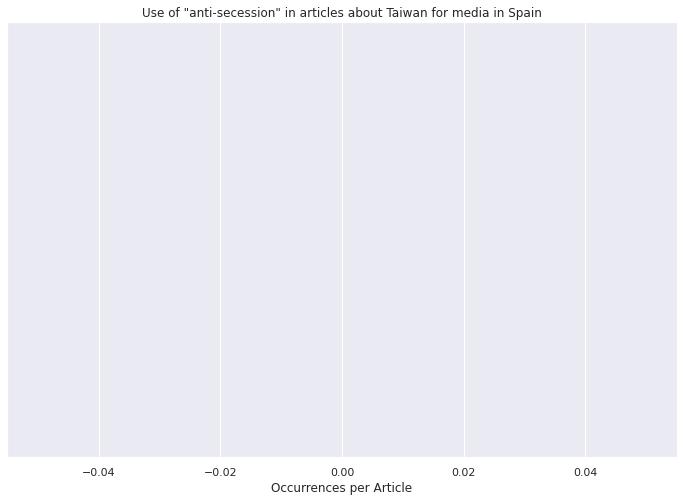 Use of "anti-secession" in articles about Taiwan for media in Spain
−0.04 −0.02 0.00 0.02 0.04
Occurrences per Article